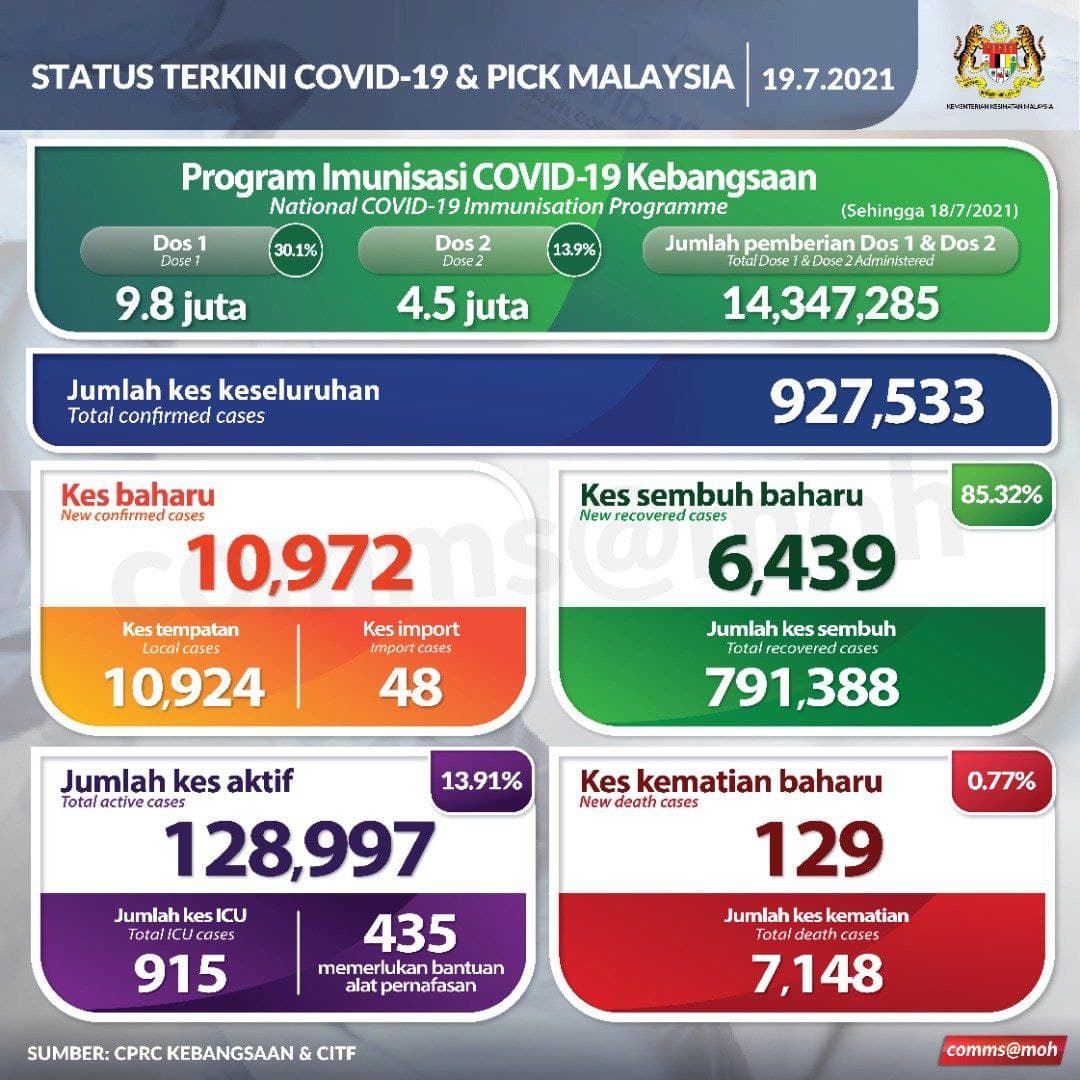 STATUS TERKINI COVID-19 & PICK MALAYSIA
19.7.2021
KEMENTERIAN KESIHATAN MALAYSIA
Program Imunisasi COVID-19 Kebangsaan
National COVID-19 Immunisation Programme
(Sehingga 18/7/2021)
Dos 1
Dose 1
30.1%
9.8 juta
Dos 2
Dose 2
13.9%
4.5 juta
Jumlah pemberian Dos 1 & Dos 2
Total Dose 1 & Dose 2 Administered
14,347,285
Jumlah kes keseluruhan
Total confirmed cases
927,533
Kes baharu
New confirmed cases
10,972
Kes tempatan
Local cases
10,924
Kes import
Import cases
48
Kes sembuh baharu
New recovered cases
85.32%
6,439
Jumlah kes sembuh
Total recovered cases
791,388
comms@moh
Jumlah kes aktif
Total active cases
13.91%
128,997
Jumlah kes ICU
Total ICU cases
915
435
memerlukan bantuan
alat pernafasan
Kes kematian baharu
New death cases
0.77%
129
Jumlah kes kematian
Total death cases
7,148
SUMBER: CPRC KEBANGSAAN & CITF
comms@moh